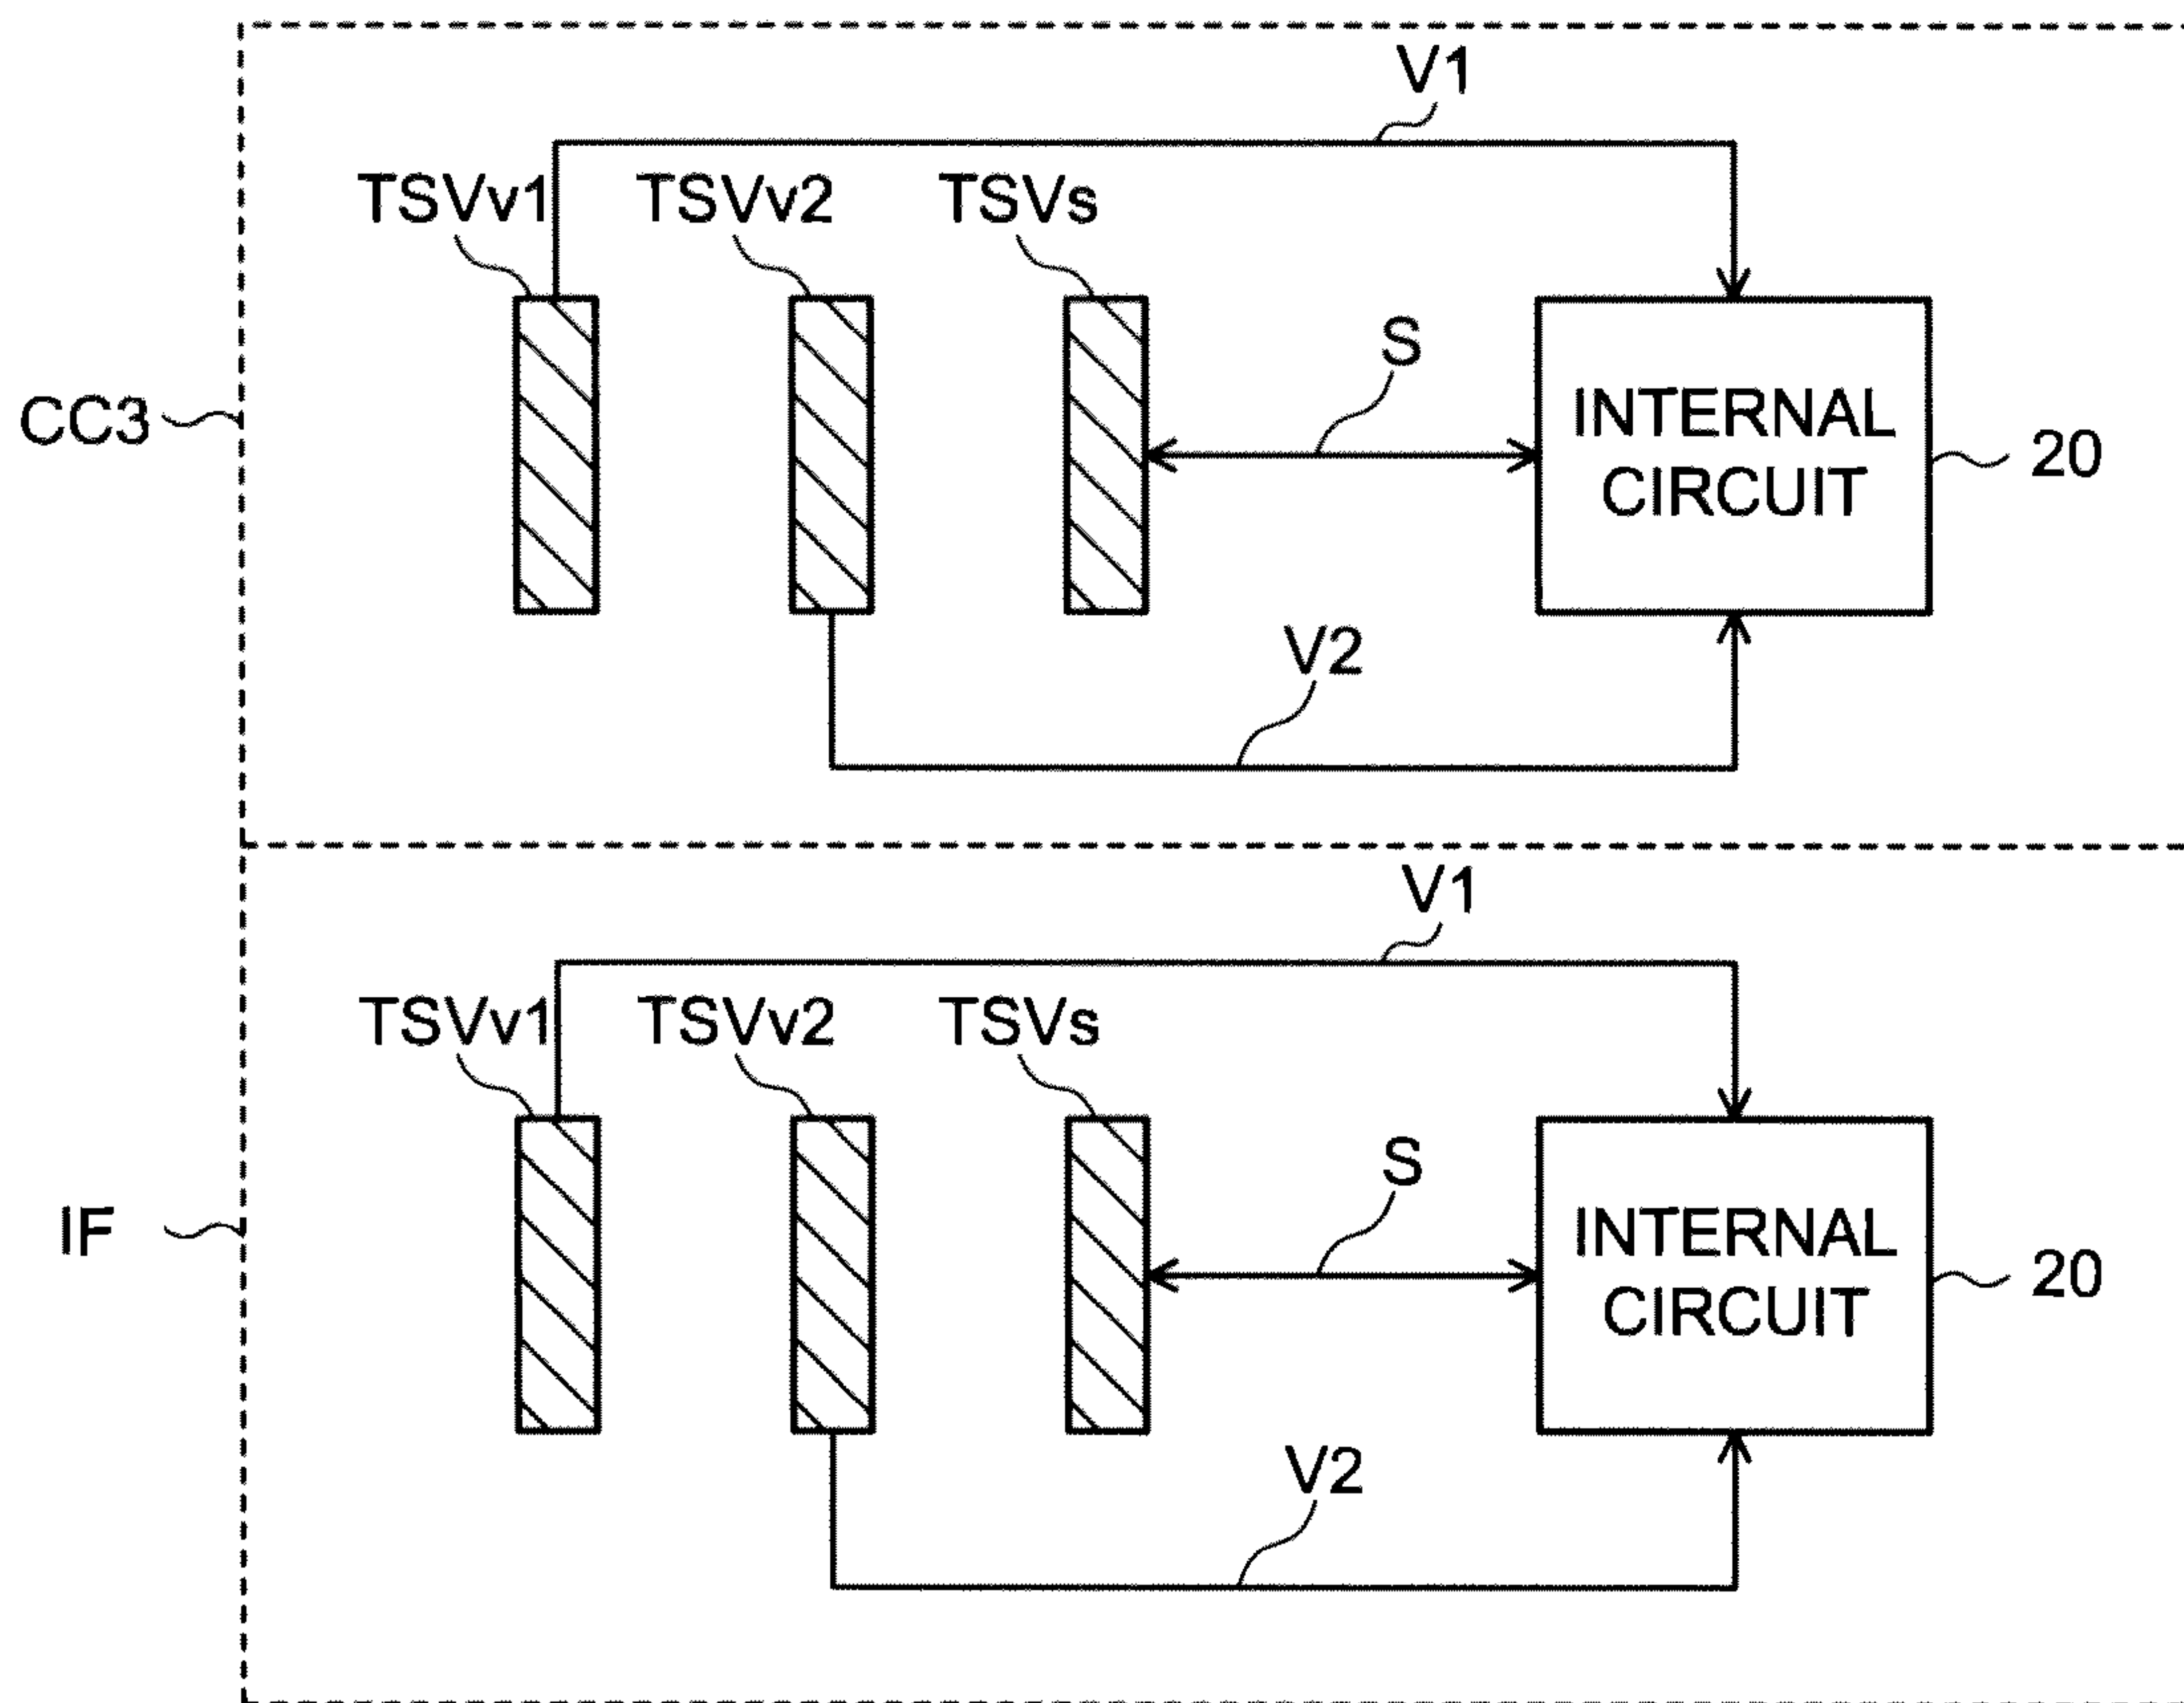 V1
TSVv1
TSVv2
TSVs
S
CC3
INTERNAL
CIRCUIT
20
V2
V1
TSVv1
TSVv2
TSVs
S
IF
INTERNAL
CIRCUIT
20
V2